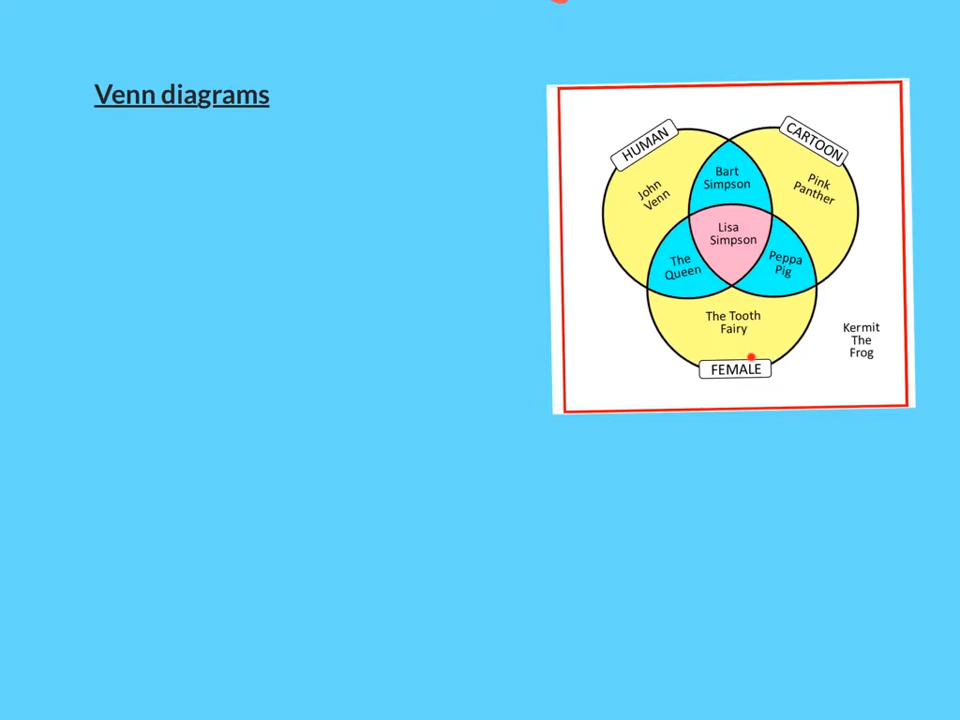 Venn diagrams
HUMAN
CARTOON
Bart
Simpson
Pink
Panther
John
Venn
Lisa
Simpson
The
Queen
Peppa
Pig
The Tooth
Fairy
Kermit
The
Frog
FEMALE